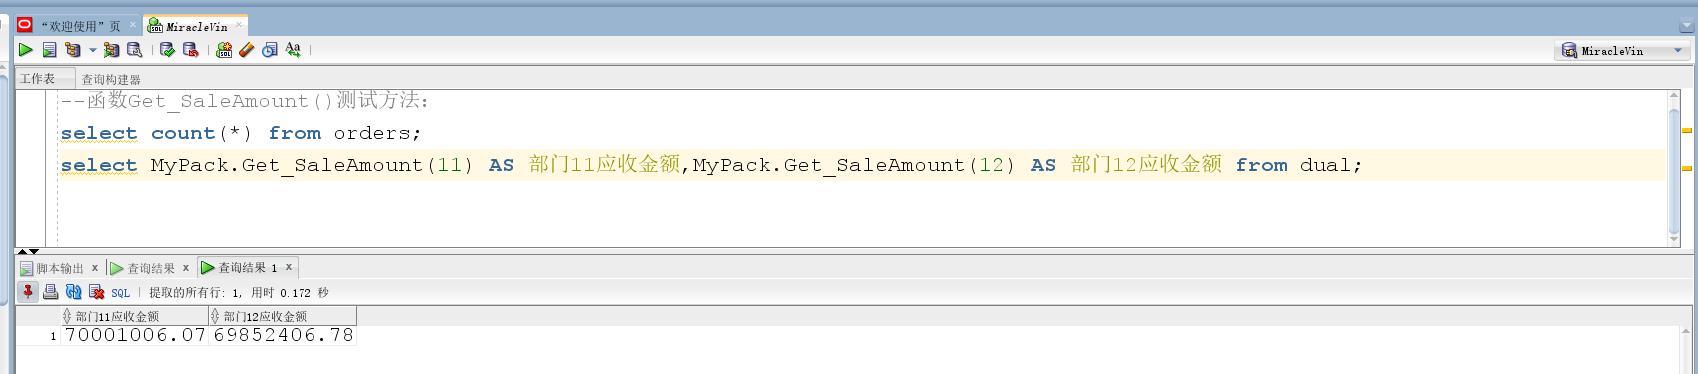 “欢迎使用”页 MiracleVin
MiracleVin
工作表 查询构建器
--函数Get_SaleAmount()测试方法:
select count(*) from orders;
select MyPack.Get_SaleAmount(11) AS 部门11应收金额,MyPack.Get_SaleAmount(12) AS 部门12应收金额 from dual;
脚本输出 x 查询结果 x 查询结果 1 x
SQL | 提取的所有行: 1, 用时 0.172 秒
部门11应收金额 部门12应收金额
1 70001006.07 69852406.78